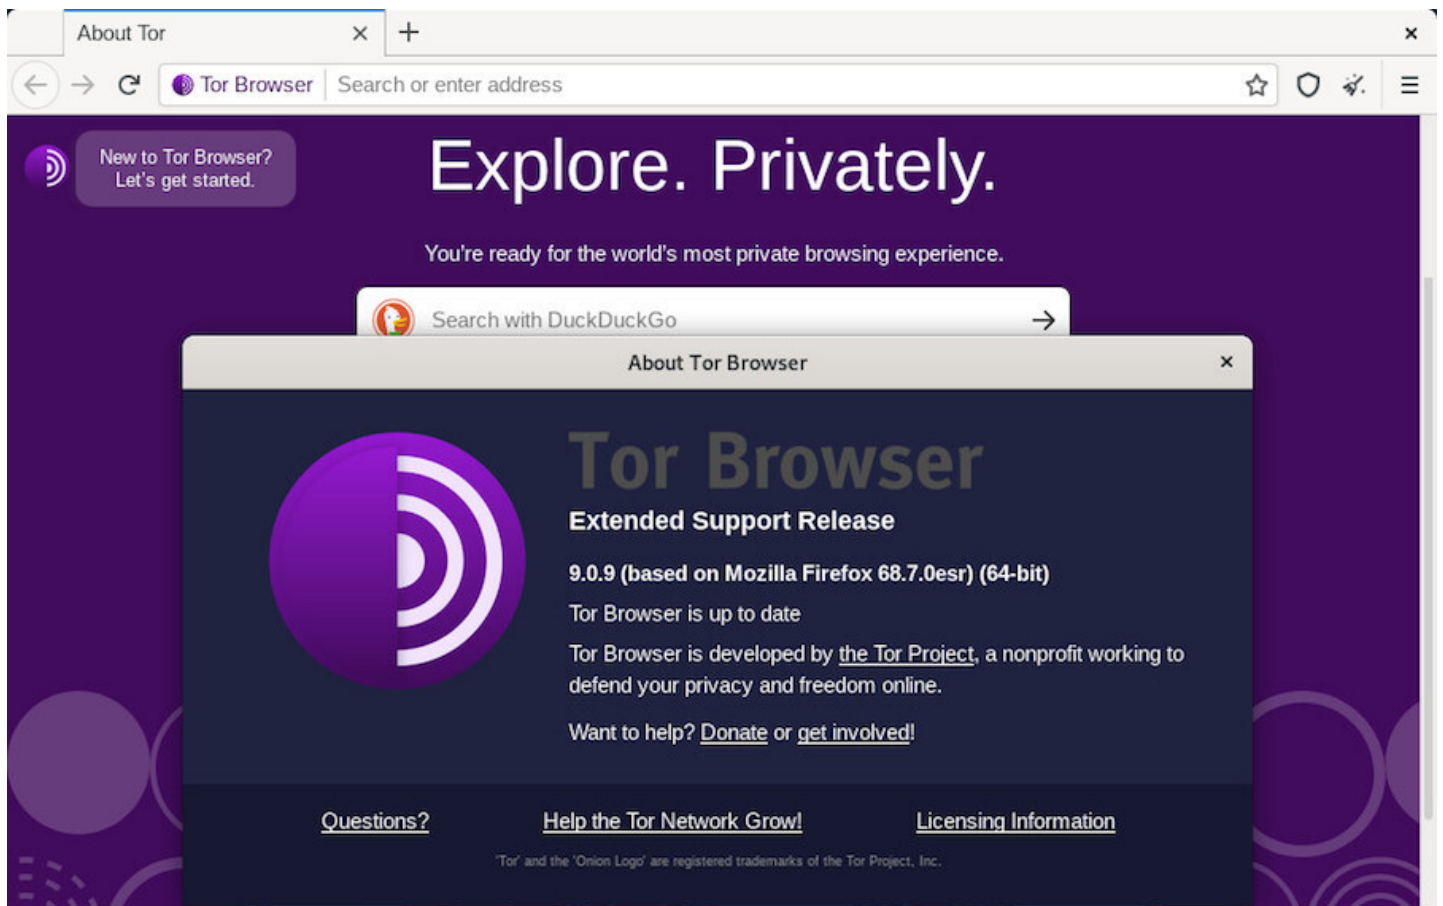 About Tor
Tor Browser
Search or enter address
New to Tor Browser?
Let's get started.
Explore. Privately.
You're ready for the world's most private browsing experience.
Search with DuckDuckGo
About Tor Browser
Tor Browser
Extended Support Release
9.0.9 (based on Mozilla Firefox 68.7.0esr) (64-bit)
Tor Browser is up to date
Tor Browser is developed by the Tor Project, a nonprofit working to
defend your privacy and freedom online.
Want to help? Donate or get involved!
Questions? Help the Tor Network Grow! Licensing Information
'Tor' and the 'Onion Logo' are registered trademarks of the Tor Project, Inc.